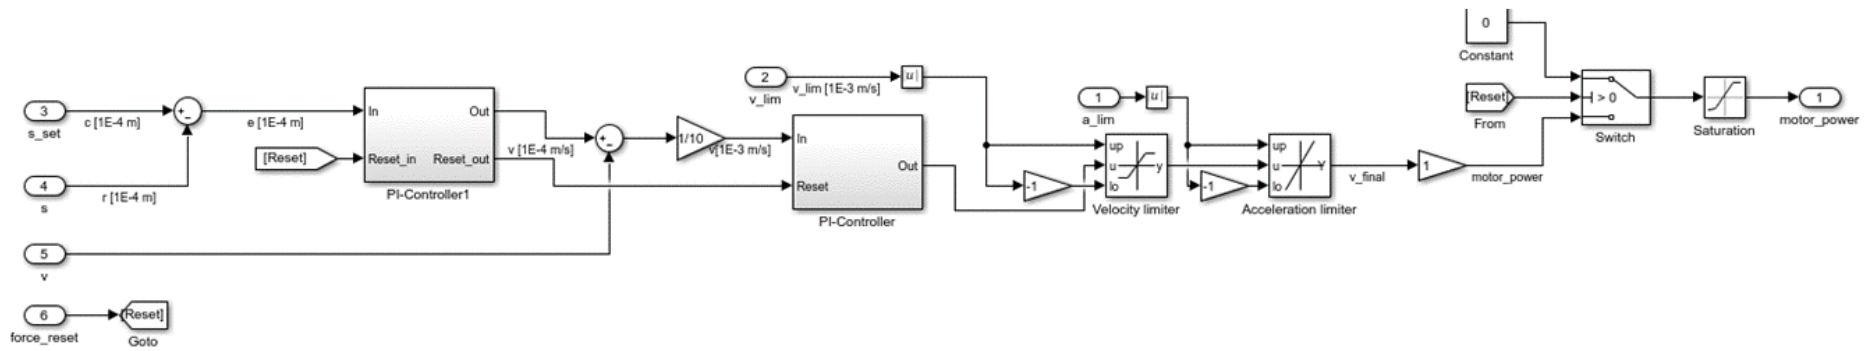 3
s_set
c [1E-4 m]
+
-
e [1E-4 m]
[Reset]
4
s
r [1E-4 m]
5
v
6
force_reset
[Reset]
Goto
In
Out
Reset_in
Reset_out
PI-Controller1
v [1E-4 m/s]
+
-
1/10
v[1E-3 m/s]
2
v_lim
v_lim [1E-3 m/s]
|u|
In
Out
Reset
PI-Controller
-1
1
a_lim
|u|
up
u
y
lo
Velocity limiter
-1
up
u
Y
lo
Acceleration limiter
v_final
1
motor_power
0
Constant
[Reset]
From
> 0
Switch
Saturation
1
motor_power